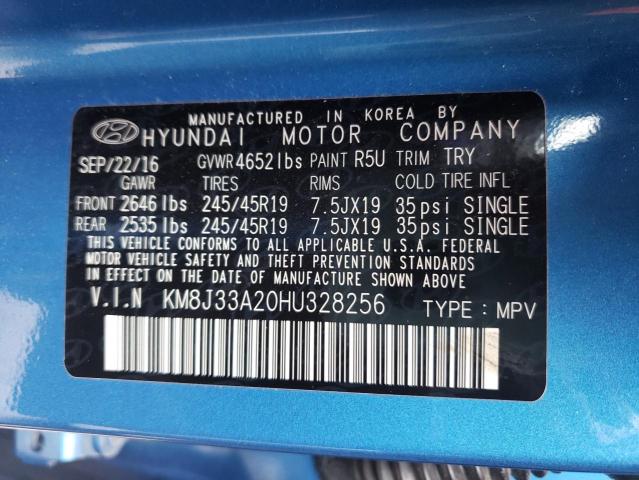 MANUFACTURED IN KOREA BY
HYUNDAI MOTOR COMPANY
SEP/22/16 GVWR4652lbs PAINT R5U TRIM TRY
GAWR TIRES RIMS COLD TIRE INFL
FRONT 2646 lbs 245/45R19 7.5JX19 35psi SINGLE
REAR 2535 lbs 245/45R19 7.5JX19 35psi SINGLE
THIS VEHICLE CONFORMS TO ALL APPLICABLE U.S.A. FEDERAL
MOTOR VEHICLE SAFETY AND THEFT PREVENTION STANDARDS
IN EFFECT ON THE DATE OF MANUFACTURE SHOWN ABOVE
V.I.N KM8J33A20HU328256 TYPE : MPV